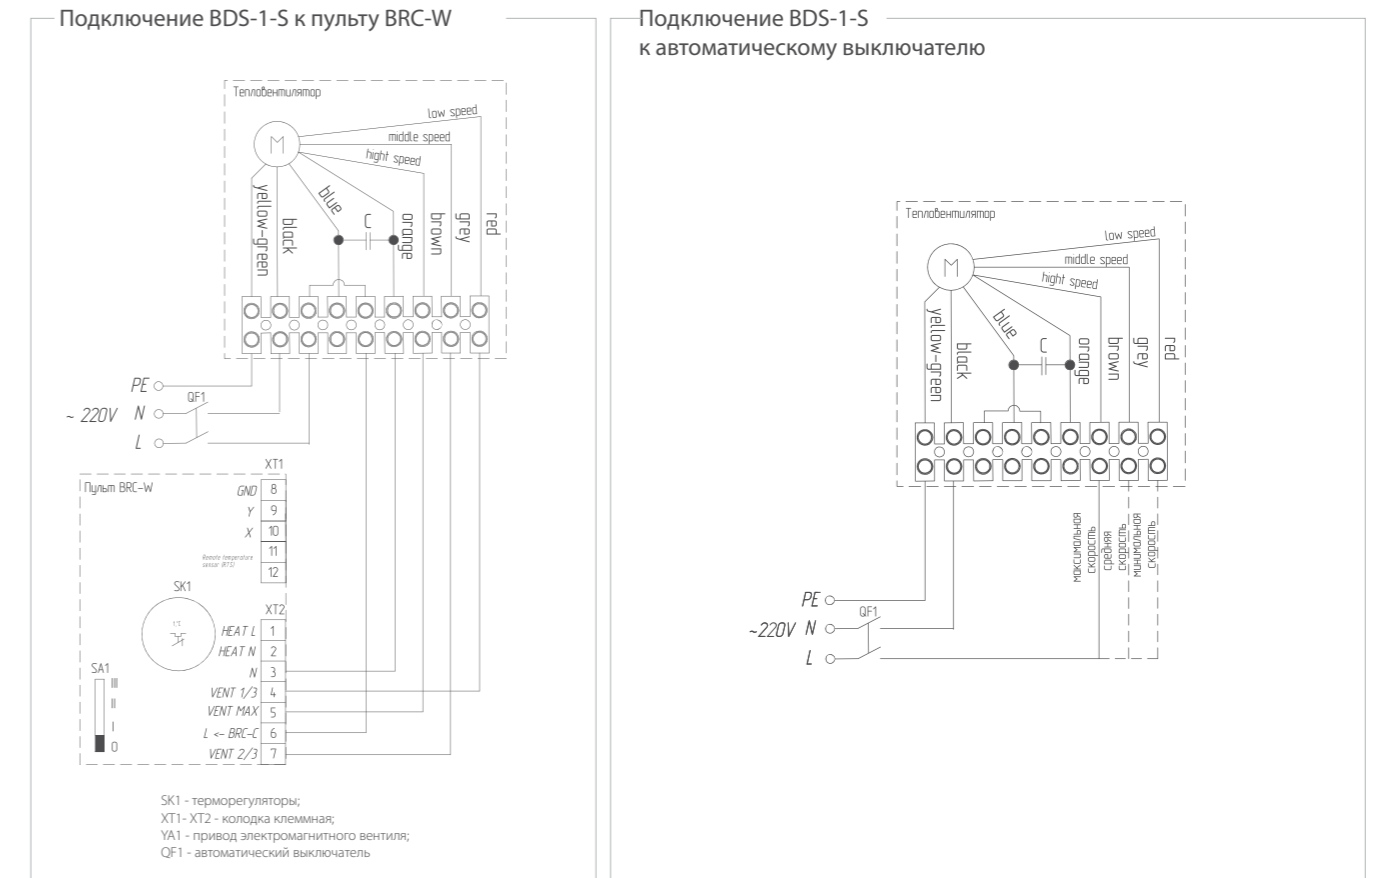 Подключение BDS-1-S к пульту BRC-W
Тепловентилятор
low speed
middle speed
hight speed
M
yellow-green
black
blue
C
orange
brown
grey
red
PE
QF1
~ 220V N
L
XT1
Пульт BRC-W
GND 8
Y 9
X 10
Remote temperature
sensor (RTS)
11
12
SK1
t°C
XT2
HEAT L 1
HEAT N 2
N 3
SA1
III
II
I
0
VENT 1/3 4
VENT MAX 5
L <- BRC-C 6
VENT 2/3 7
SK1 - терморегуляторы;
XT1- XT2 - колодка клеммная;
YA1 - привод электромагнитного вентиля;
QF1 - автоматический выключатель
Подключение BDS-1-S
к автоматическому выключателю
Тепловентилятор
low speed
middle speed
hight speed
M
yellow-green
black
blue
C
orange
brown
grey
red
максимальная
скорость
средняя
скорость
минимальная
скорость
PE
QF1
~220V N
L